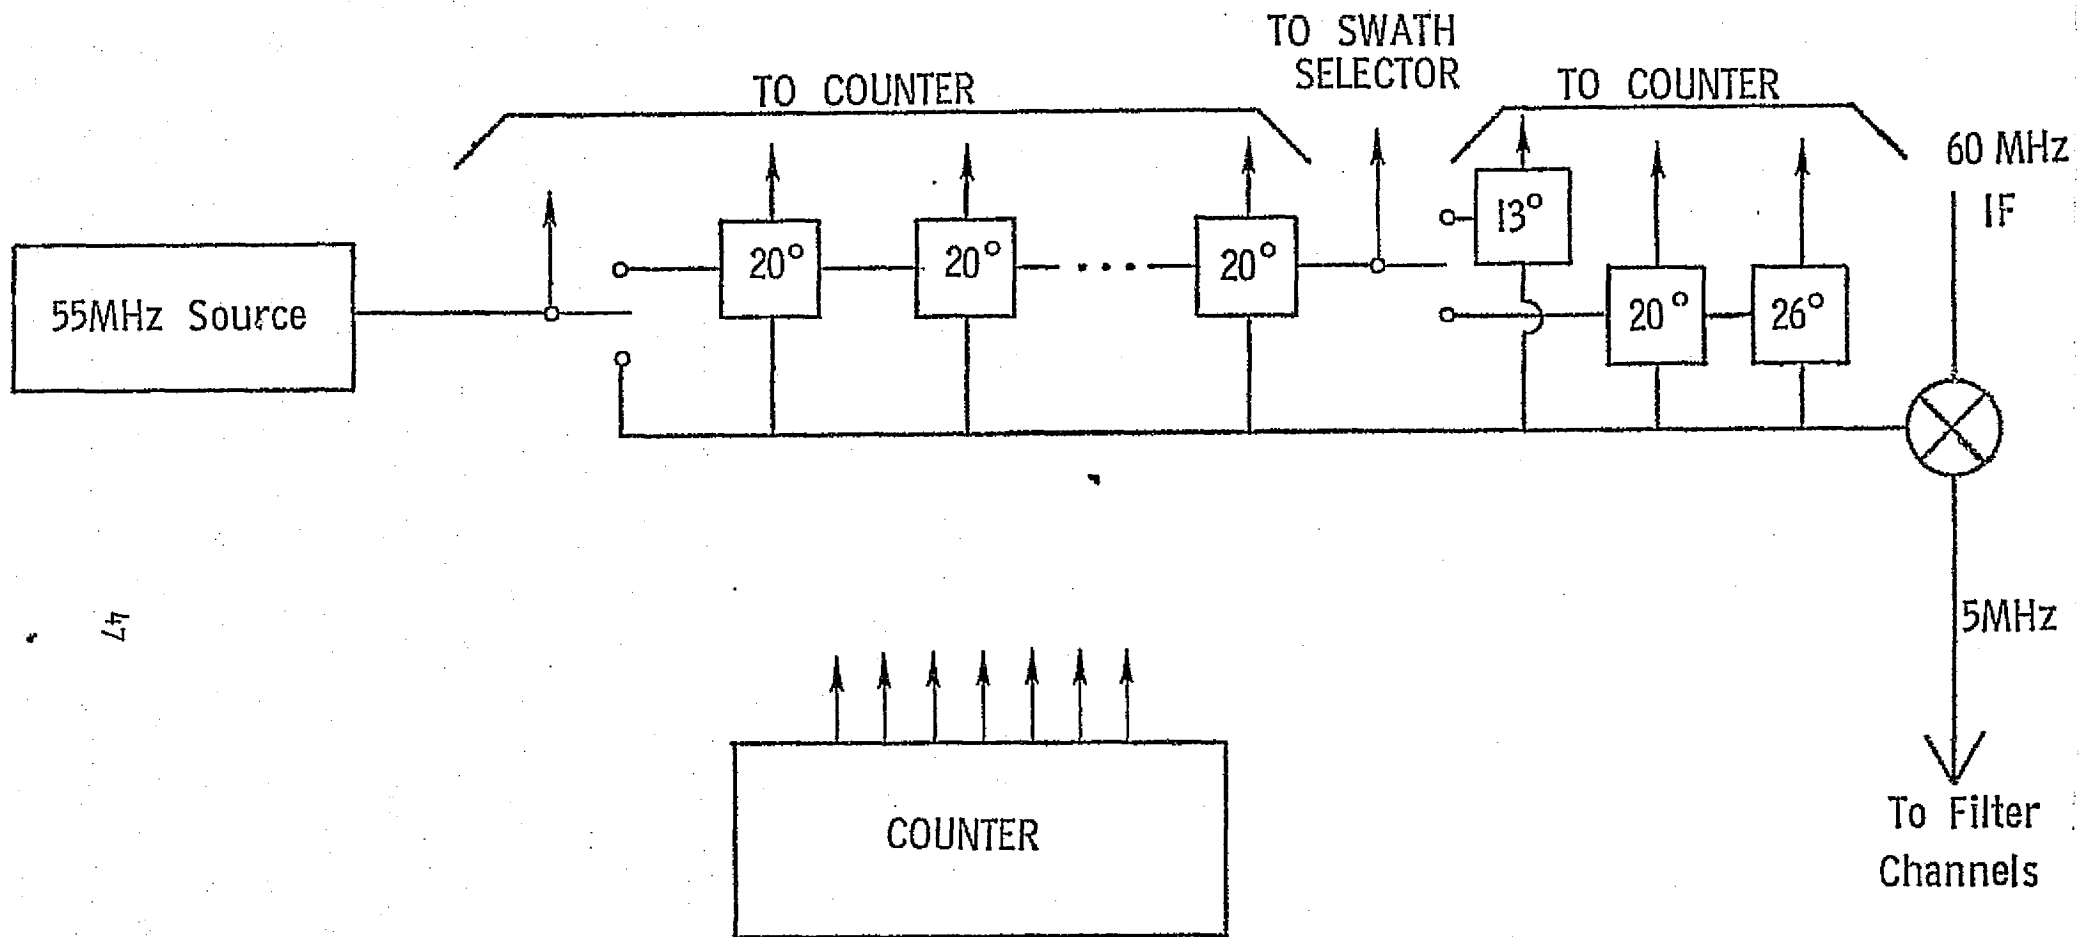 TO SWATH
SELECTOR
TO COUNTER
TO COUNTER
60 MHz
IF
55MHz Source
20°
20°
20°
13°
20°
26°
47
5MHz
COUNTER
To Filter
Channels